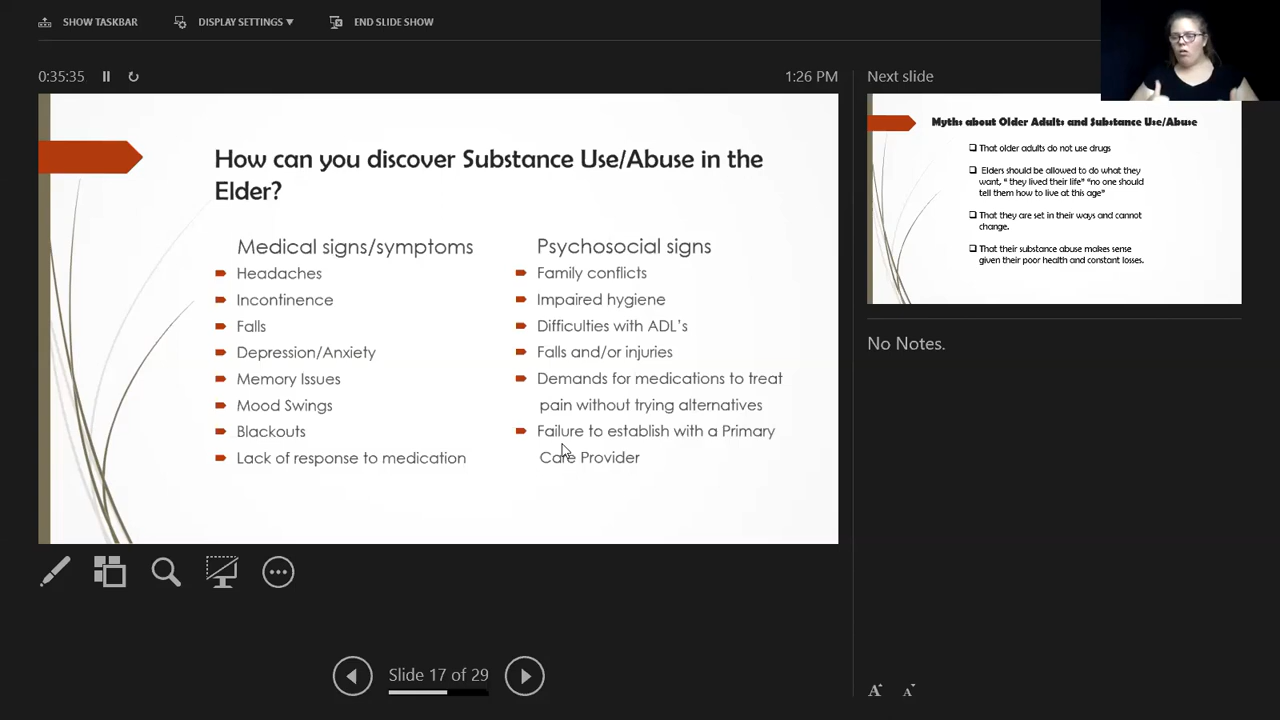 SHOW TASKBAR
DISPLAY SETTINGS ▼
END SLIDE SHOW
0:35:35
1:26 PM
How can you discover Substance Use/Abuse in the
Elder?
Medical signs/symptoms
Headaches
Incontinence
Falls
Depression/Anxiety
Memory Issues
Mood Swings
Blackouts
Lack of response to medication
Psychosocial signs
Family conflicts
Impaired hygiene
Difficulties with ADL's
Falls and/or injuries
Demands for medications to treat
pain without trying alternatives
Failure to establish with a Primary
Care Provider
Slide 17 of 29
Next slide
Myths about Older Adults and Substance Use/Abuse
That older adults do not use drugs
Elders should be allowed to do what they
want, " they lived their life" "no one should
tell them how to live at this age"
That they are set in their ways and cannot
change.
That their substance abuse makes sense
given their poor health and constant losses.
No Notes.
A A